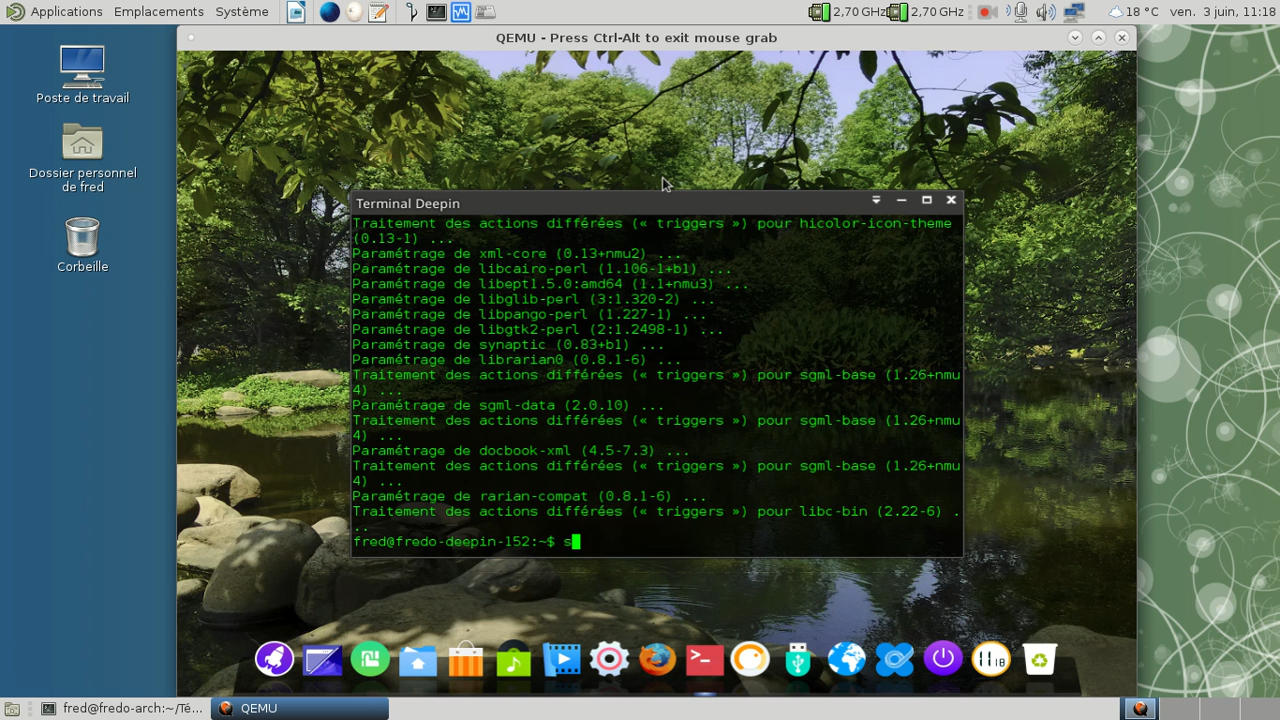 Applications Emplacements Système
2,70 GHz 2,70 GHz 18 °C ven. 3 juin, 11:18
QEMU - Press Ctrl-Alt to exit mouse grab
Poste de travail
Dossier personnel
de fred
Corbeille
Terminal Deepin
Traitement des actions différées (« triggers ») pour hicolor-icon-theme
(0.13-1) ...
Paramétrage de xml-core (0.13+nmu2) ...
Paramétrage de libcairo-perl (1.106-1+b1) ...
Paramétrage de libept1.5.0:amd64 (1.1+nmu3) ...
Paramétrage de libglib-perl (3:1.320-2) ...
Paramétrage de libpango-perl (1.227-1) ...
Paramétrage de libgtk2-perl (2:1.2498-1) ...
Paramétrage de synaptic (0.83+b1) ...
Paramétrage de librarian0 (0.8.1-6) ...
Traitement des actions différées (« triggers ») pour sgml-base (1.26+nmu
4) ...
Paramétrage de sgml-data (2.0.10) ...
Traitement des actions différées (« triggers ») pour sgml-base (1.26+nmu
4) ...
Paramétrage de docbook-xml (4.5-7.3) ...
Traitement des actions différées (« triggers ») pour sgml-base (1.26+nmu
4) ...
Paramétrage de rarian-compat (0.8.1-6) ...
Traitement des actions différées (« triggers ») pour libc-bin (2.22-6) .
..
fred@fredo-deepin-152:~$ s
11 18
fred@fredo-arch:~/Té... QEMU